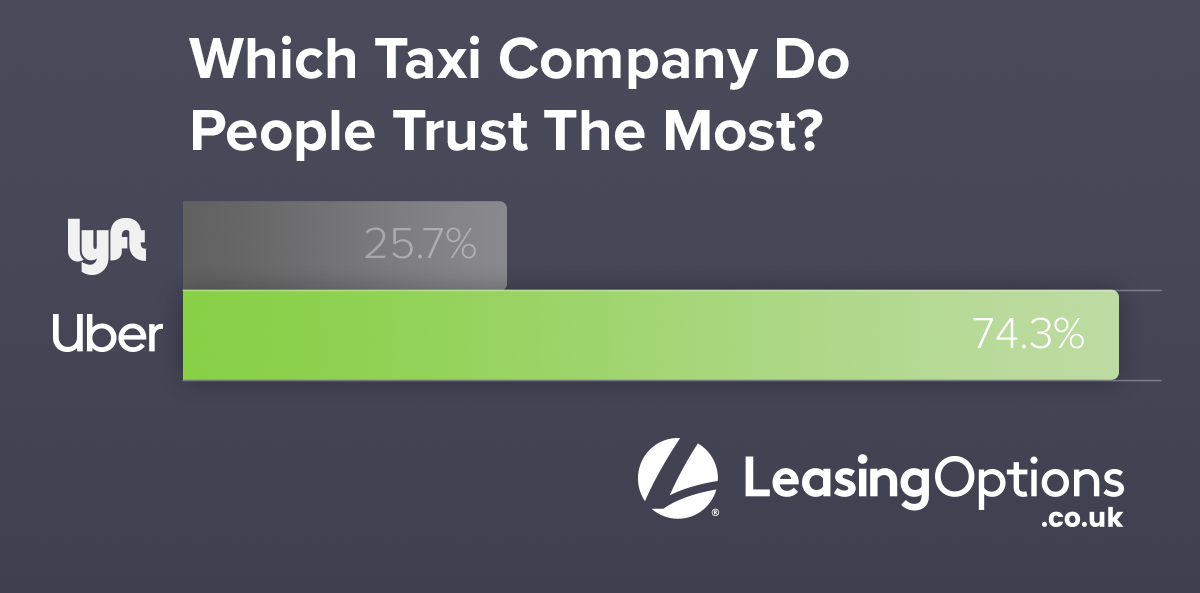 Which Taxi Company Do
People Trust The Most?
lyft
25.7%
Uber
74.3%
LeasingOptions
.co.uk
®